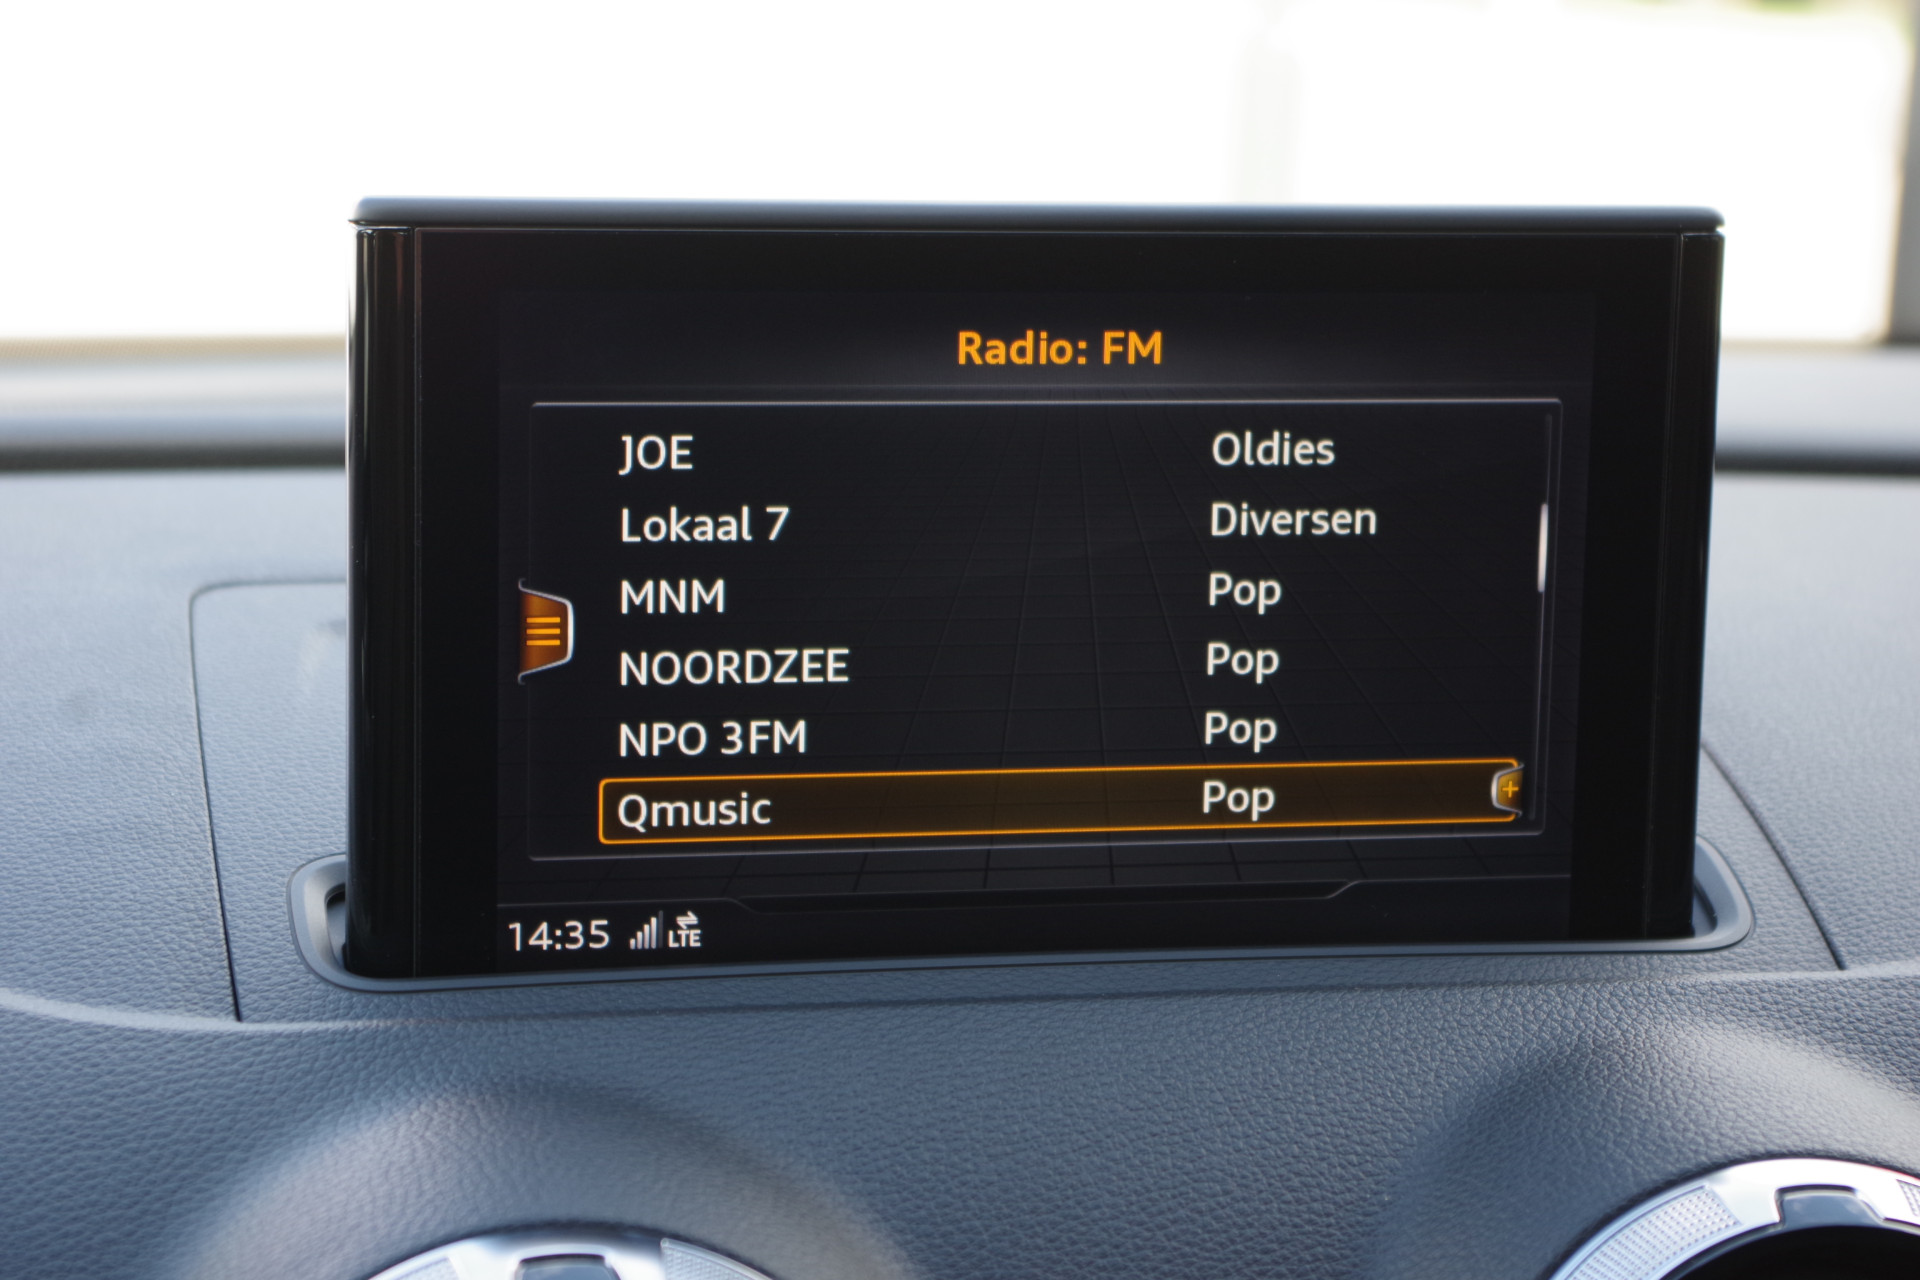 Radio: FM
JOE Oldies
Lokaal 7 Diversen
MNM Pop
NOORDZEE Pop
NPO 3FM Pop
Qmusic Pop
14:35 LTE